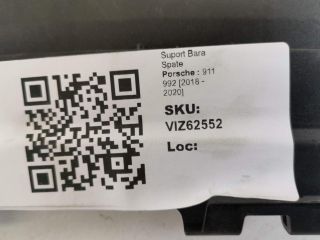 Suport Bara
Spate
Porsche : 911
992 [2018 -
2020]
SKU:
VIZ62552
Loc: